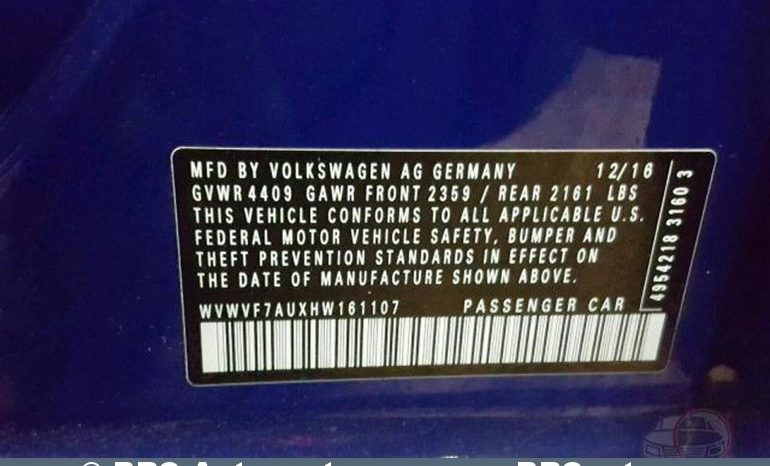 MFD BY VOLKSWAGEN AG GERMANY 12/16
GVWR 4409 GAWR FRONT 2359 / REAR 2161 LBS
THIS VEHICLE CONFORMS TO ALL APPLICABLE U.S.
FEDERAL MOTOR VEHICLE SAFETY, BUMPER AND
THEFT PREVENTION STANDARDS IN EFFECT ON
THE DATE OF MANUFACTURE SHOWN ABOVE.
WVWVF7AUXHW161107 PASSENGER CAR
4954218 3160 3